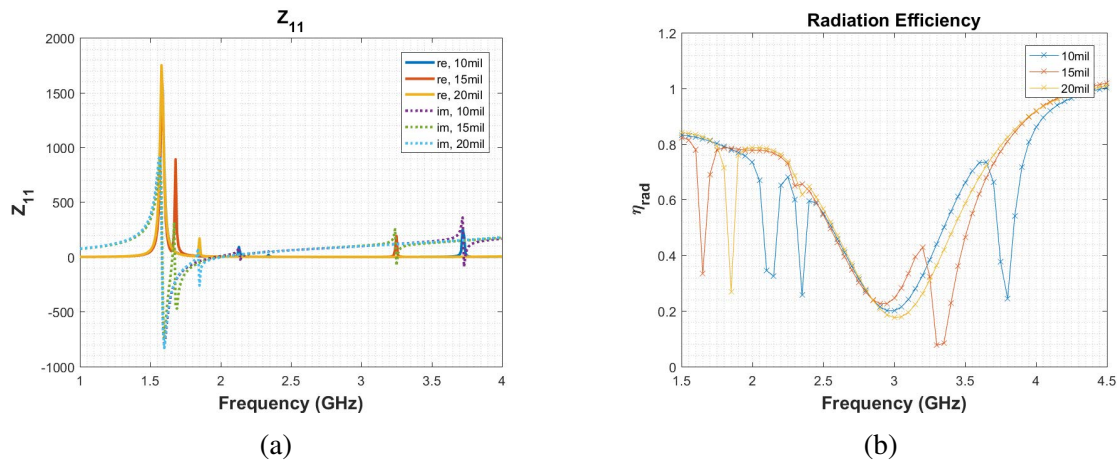 Z11
2000
1500
1000
500
0
-500
-1000
Z11
1
1.5
2
2.5
3
3.5
4
Frequency (GHz)
re, 10mil
re, 15mil
re, 20mil
im, 10mil
im, 15mil
im, 20mil
(a)
Radiation Efficiency
1.2
1
0.8
0.6
0.4
0.2
0
ηrad
1.5
2
2.5
3
3.5
4
4.5
Frequency (GHz)
10mil
15mil
20mil
(b)